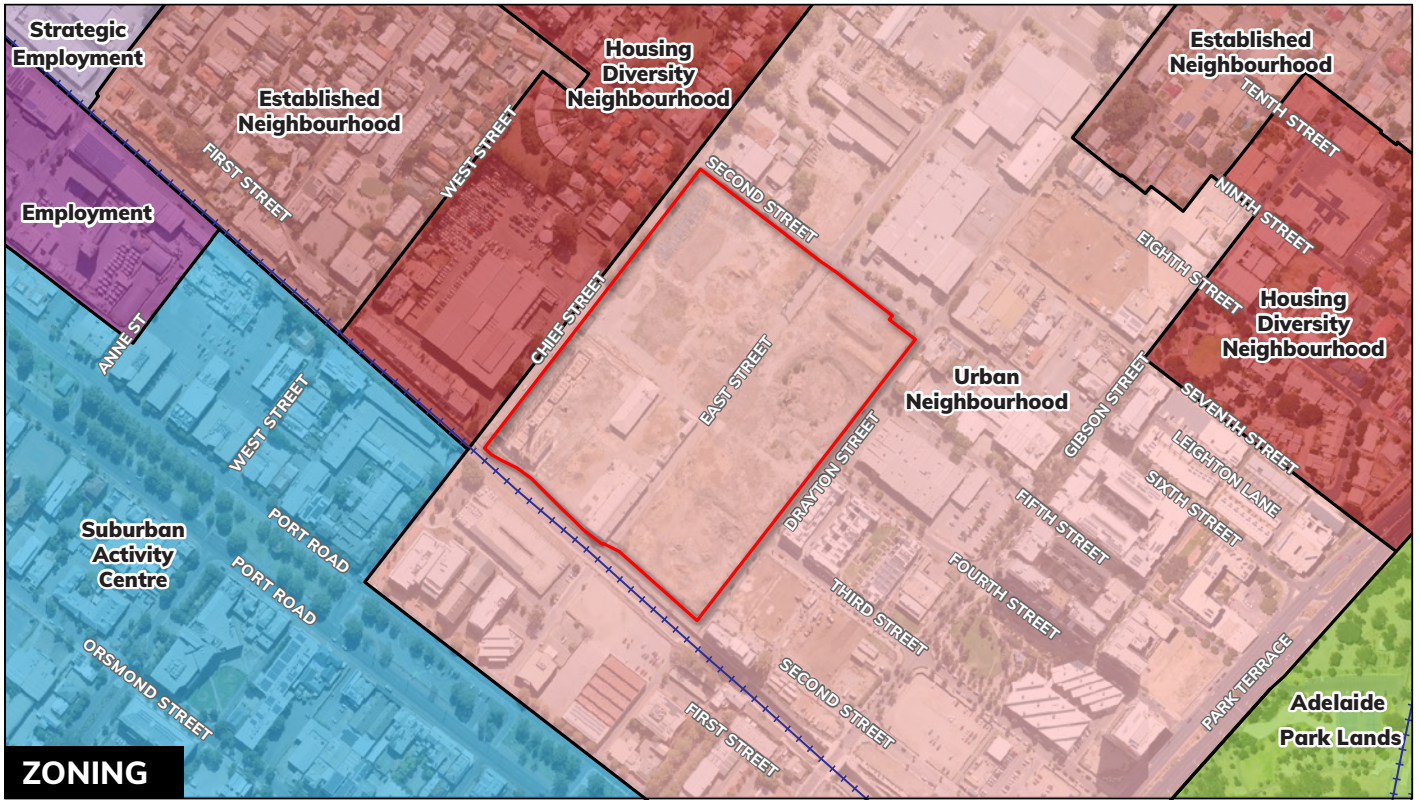 Strategic
Employment
Established
Neighbourhood
Housing
Diversity
Neighbourhood
Established
Neighbourhood
TENTH STREET
WEST STREET
FIRST STREET
SECOND STREET
NINTH STREET
Employment
EIGHTH STREET
CHIEF STREET
Housing
Diversity
Neighbourhood
ANNE ST
EAST STREET
Urban
Neighbourhood
GIBSON STREET
WEST STREET
SEVENTH STREET
DRAYTON STREET
LEIGHTON LANE
SIXTH STREET
FIFTH STREET
Suburban
Activity
Centre
PORT ROAD
PORT ROAD
FOURTH STREET
THIRD STREET
ORSMOND STREET
SECOND STREET
PARK TERRACE
FIRST STREET
Adelaide
Park Lands
ZONING